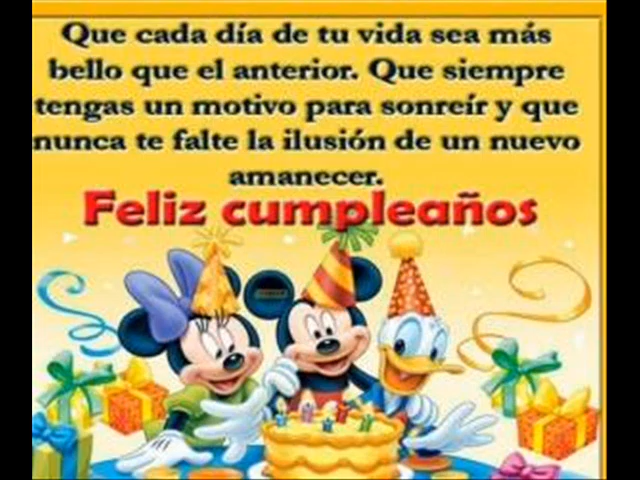 Que cada día de tu vida sea más
bello que el anterior. Que siempre
tengas un motivo para sonreír y que
nunca te falte la ilusión de un nuevo
amanecer.
Feliz cumpleaños